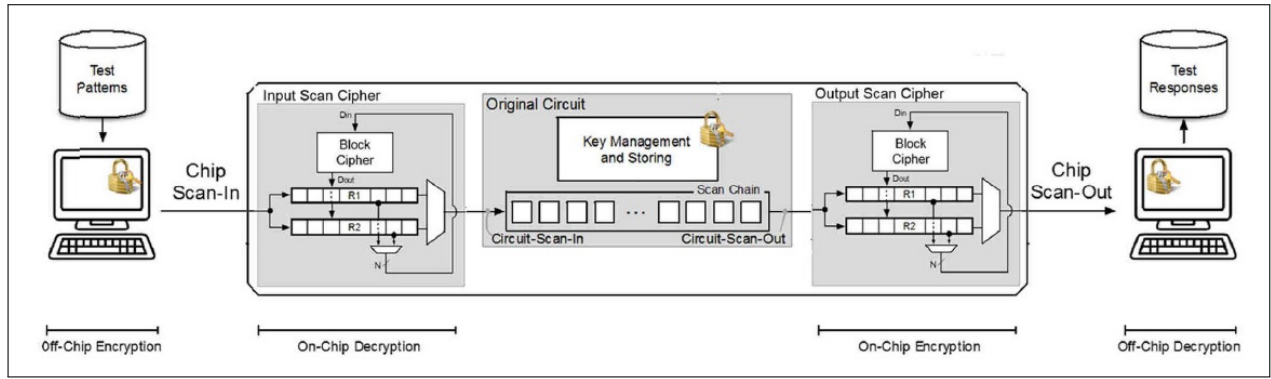 Test
Patterns
Chip
Scan-In
Input Scan Cipher
Din
Block
Cipher
Dout
R1
R2
N
Original Circuit
Key Management
and Storing
Scan Chain
...
Circuit-Scan-In
Circuit-Scan-Out
Output Scan Cipher
Din
Block
Cipher
Dout
R1
R2
N
Chip
Scan-Out
Test
Responses
Off-Chip Encryption
On-Chip Decryption
On-Chip Encryption
Off-Chip Decryption